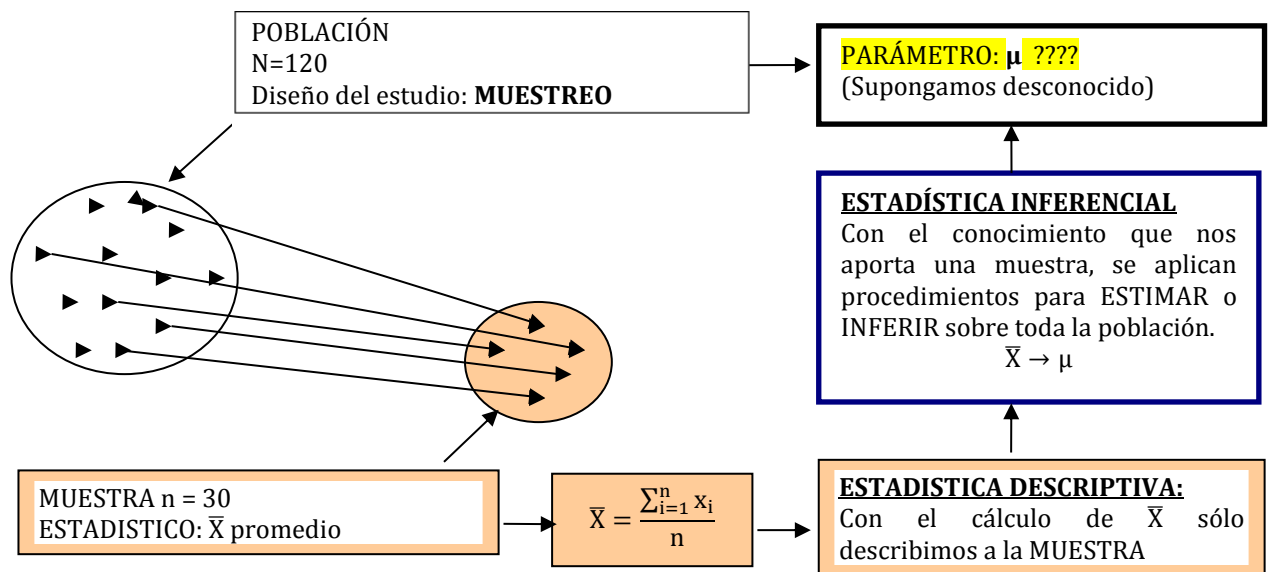 POBLACIÓN
N=120
Diseño del estudio: MUESTREO
PARÁMETRO: μ ????
(Supongamos desconocido)
ESTADÍSTICA INFERENCIAL
Con el conocimiento que nos
aporta una muestra, se aplican
procedimientos para ESTIMAR o
INFERIR sobre toda la población.
X̅ → μ
MUESTRA n = 30
ESTADISTICO: X̅ promedio
X̅ = ∑ⁿᵢ₌₁ xᵢ / n
ESTADISTICA DESCRIPTIVA:
Con el cálculo de X̅ sólo
describimos a la MUESTRA